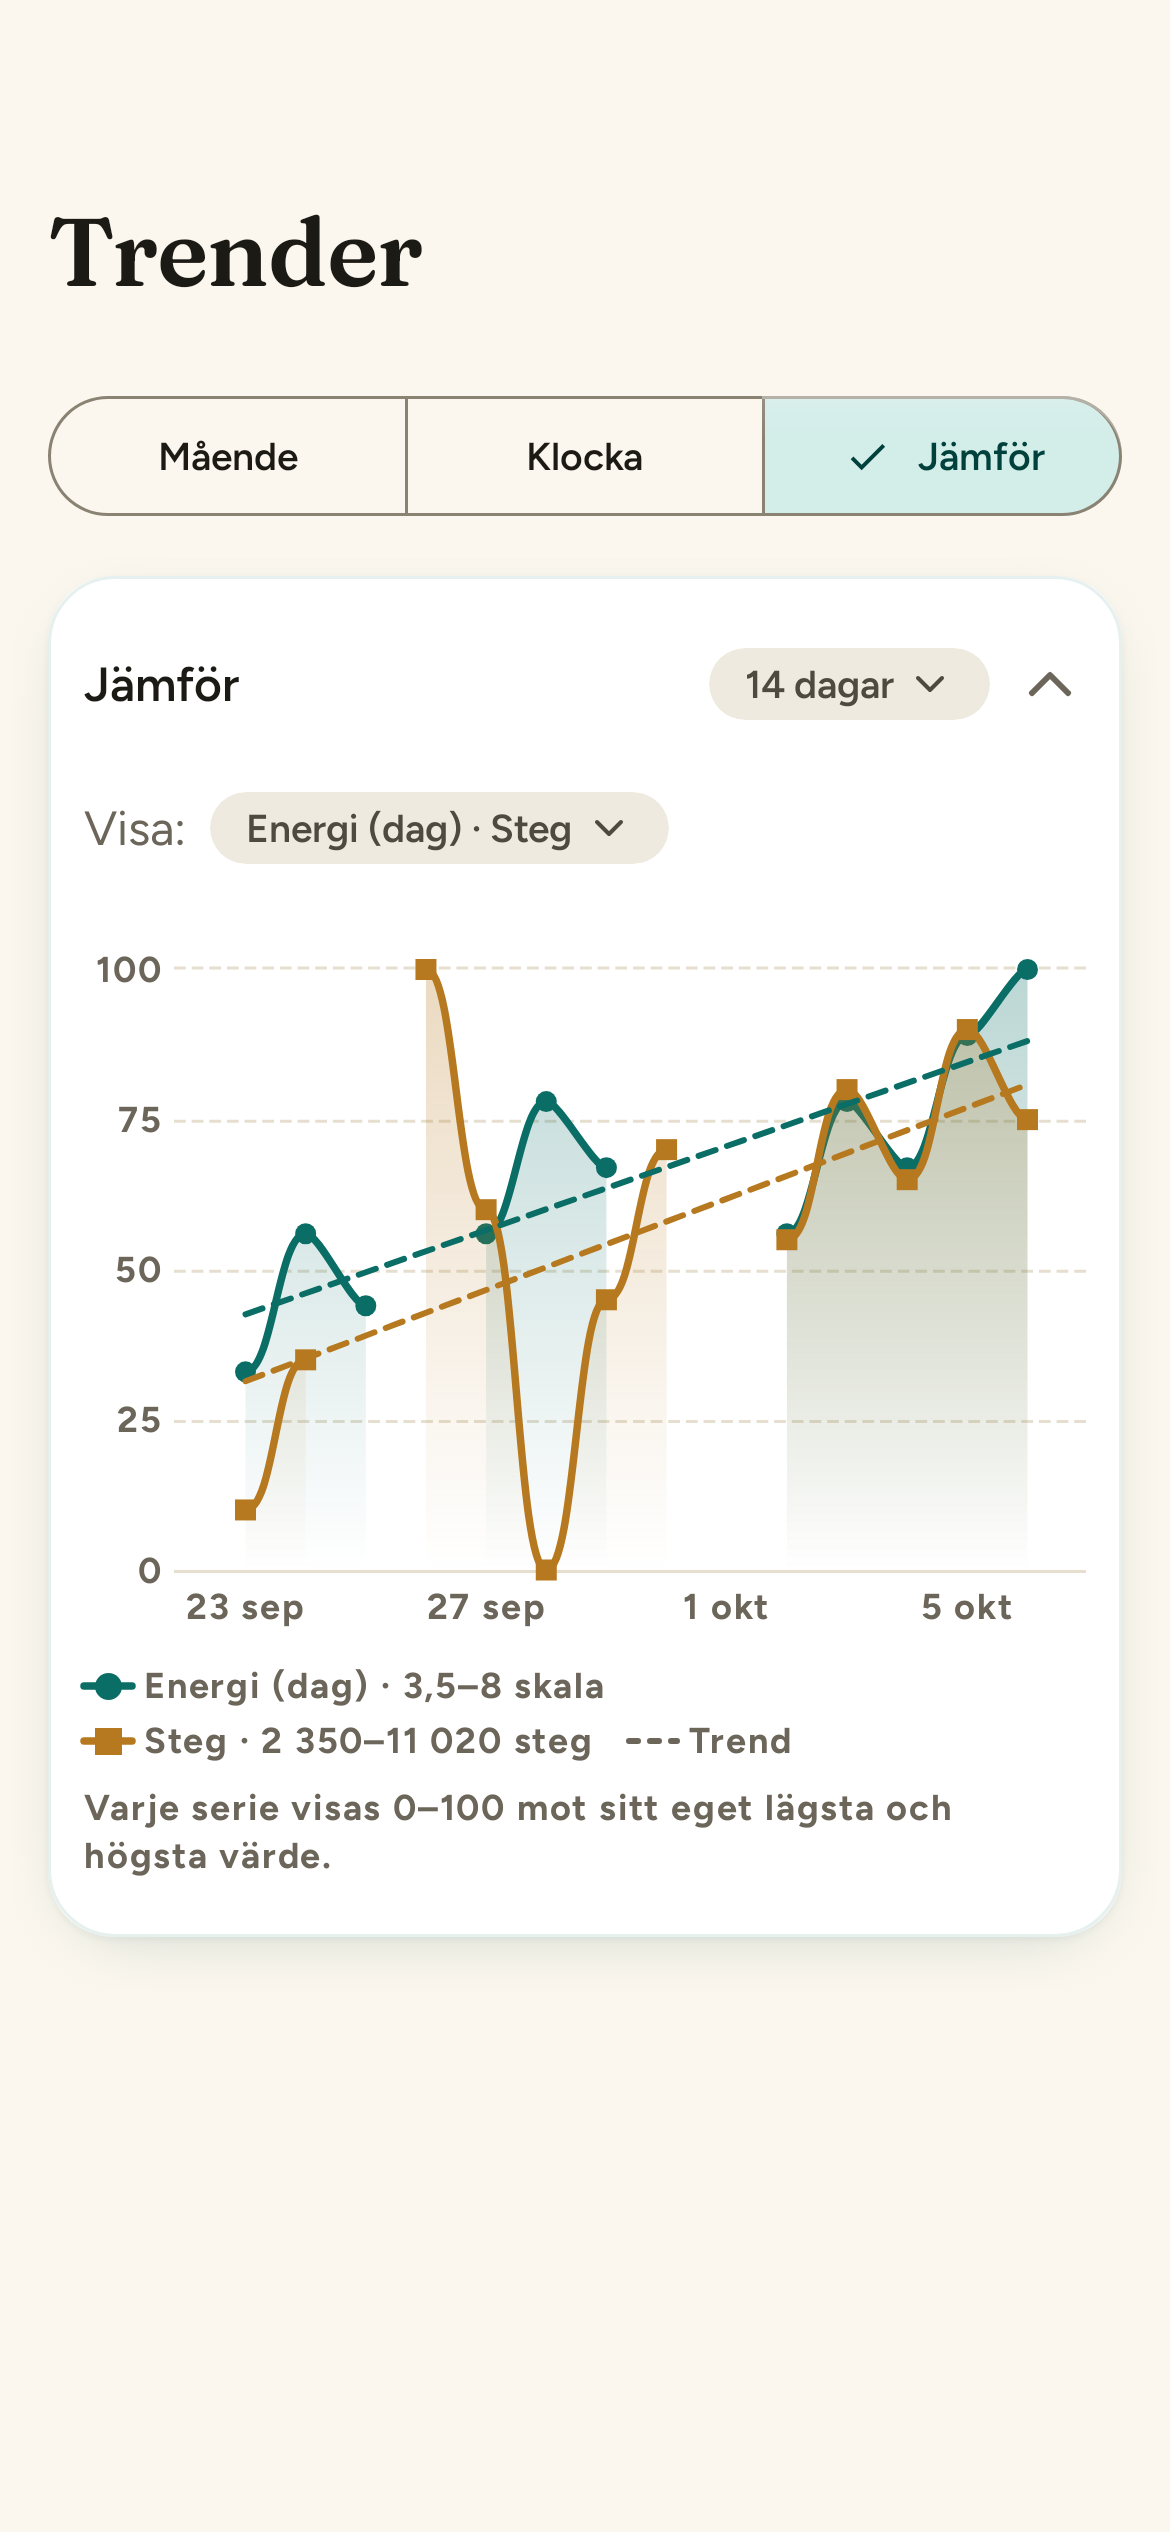 Trender
Mående
Klocka
Jämför
Jämför
14 dagar
Visa:
Energi (dag) · Steg
100
75
50
25
0
23 sep
27 sep
1 okt
5 okt
Energi (dag) · 3,5–8 skala
Steg · 2 350–11 020 steg
Trend
Varje serie visas 0–100 mot sitt eget lägsta och
högsta värde.